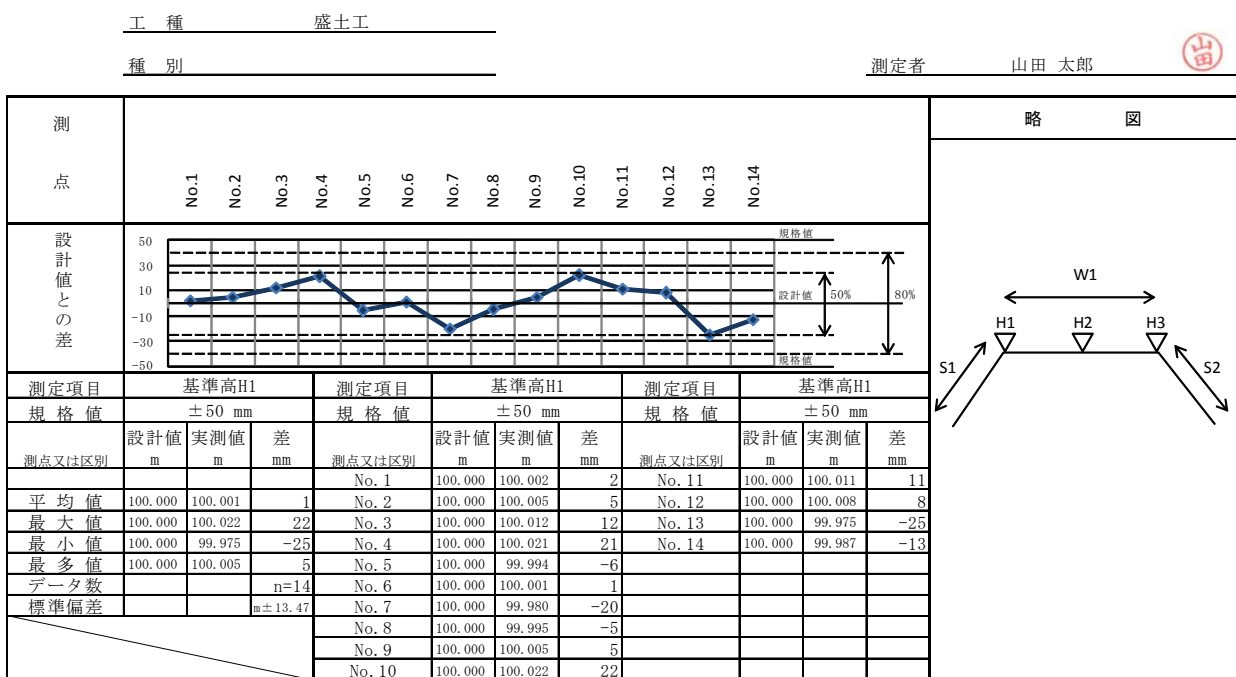 工 種 盛土工
種 別
測定者 山田 太郎 山田
測点 No.1 No.2 No.3 No.4 No.5 No.6 No.7 No.8 No.9 No.10 No.11 No.12 No.13 No.14
略 図
設計値との差
50
30
10
-10
-30
-50
規格値
設計値 50% 80%
規格値
W1
H1 H2 H3
S1 S2
測定項目 基準高H1 測定項目 基準高H1 測定項目 基準高H1
規 格 値 ±50 mm 規 格 値 ±50 mm 規 格 値 ±50 mm
設計値 実測値 差 設計値 実測値 差 設計値 実測値 差
測点又は区別 m m mm 測点又は区別 m m mm 測点又は区別 m m mm
No.1 100.000 100.002 2 No.11 100.000 100.011 11
平 均 値 100.000 100.001 1 No.2 100.000 100.005 5 No.12 100.000 100.008 8
最 大 値 100.000 100.022 22 No.3 100.000 100.012 12 No.13 100.000 99.975 -25
最 小 値 100.000 99.975 -25 No.4 100.000 100.021 21 No.14 100.000 99.987 -13
最 多 値 100.000 100.005 5 No.5 100.000 99.994 -6
データ数 n=14 No.6 100.000 100.001 1
標準偏差 m±13.47 No.7 100.000 99.980 -20
No.8 100.000 99.995 -5
No.9 100.000 100.005 5
No.10 100.000 100.022 22